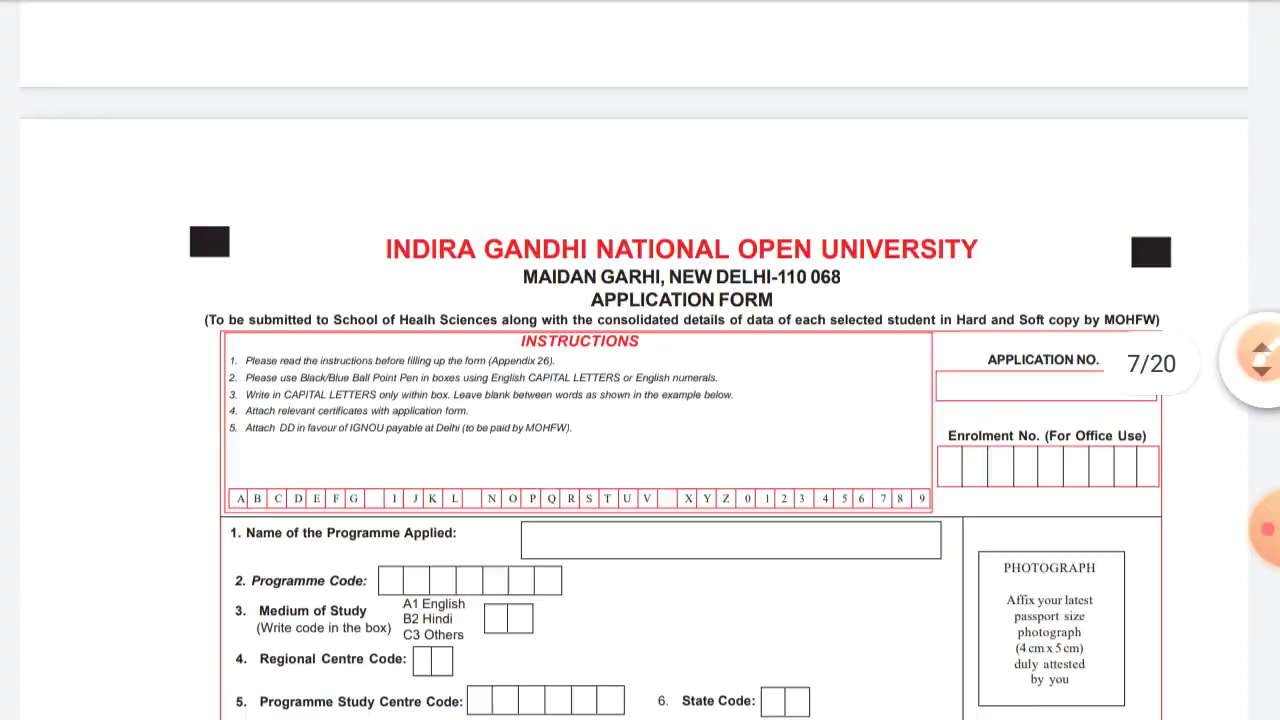 INDIRA GANDHI NATIONAL OPEN UNIVERSITY
MAIDAN GARHI, NEW DELHI-110 068
APPLICATION FORM
(To be submitted to School of Healh Sciences along with the consolidated details of data of each selected student in Hard and Soft copy by MOHFW)
INSTRUCTIONS
1. Please read the instructions before filling up the form (Appendix 26).
2. Please use Black/Blue Ball Point Pen in boxes using English CAPITAL LETTERS or English numerals.
3. Write in CAPITAL LETTERS only within box. Leave blank between words as shown in the example below.
4. Attach relevant certificates with application form.
5. Attach DD in favour of IGNOU payable at Delhi (to be paid by MOHFW).
A B C D E F G I J K L N O P Q R S T U V X Y Z 0 1 2 3 4 5 6 7 8 9
APPLICATION NO.
7/20
Enrolment No. (For Office Use)
1. Name of the Programme Applied:
2. Programme Code:
3. Medium of Study
(Write code in the box)
A1 English
B2 Hindi
C3 Others
4. Regional Centre Code:
5. Programme Study Centre Code:
6. State Code:
PHOTOGRAPH
Affix your latest
passport size
photograph
(4 cm x 5 cm)
duly attested
by you